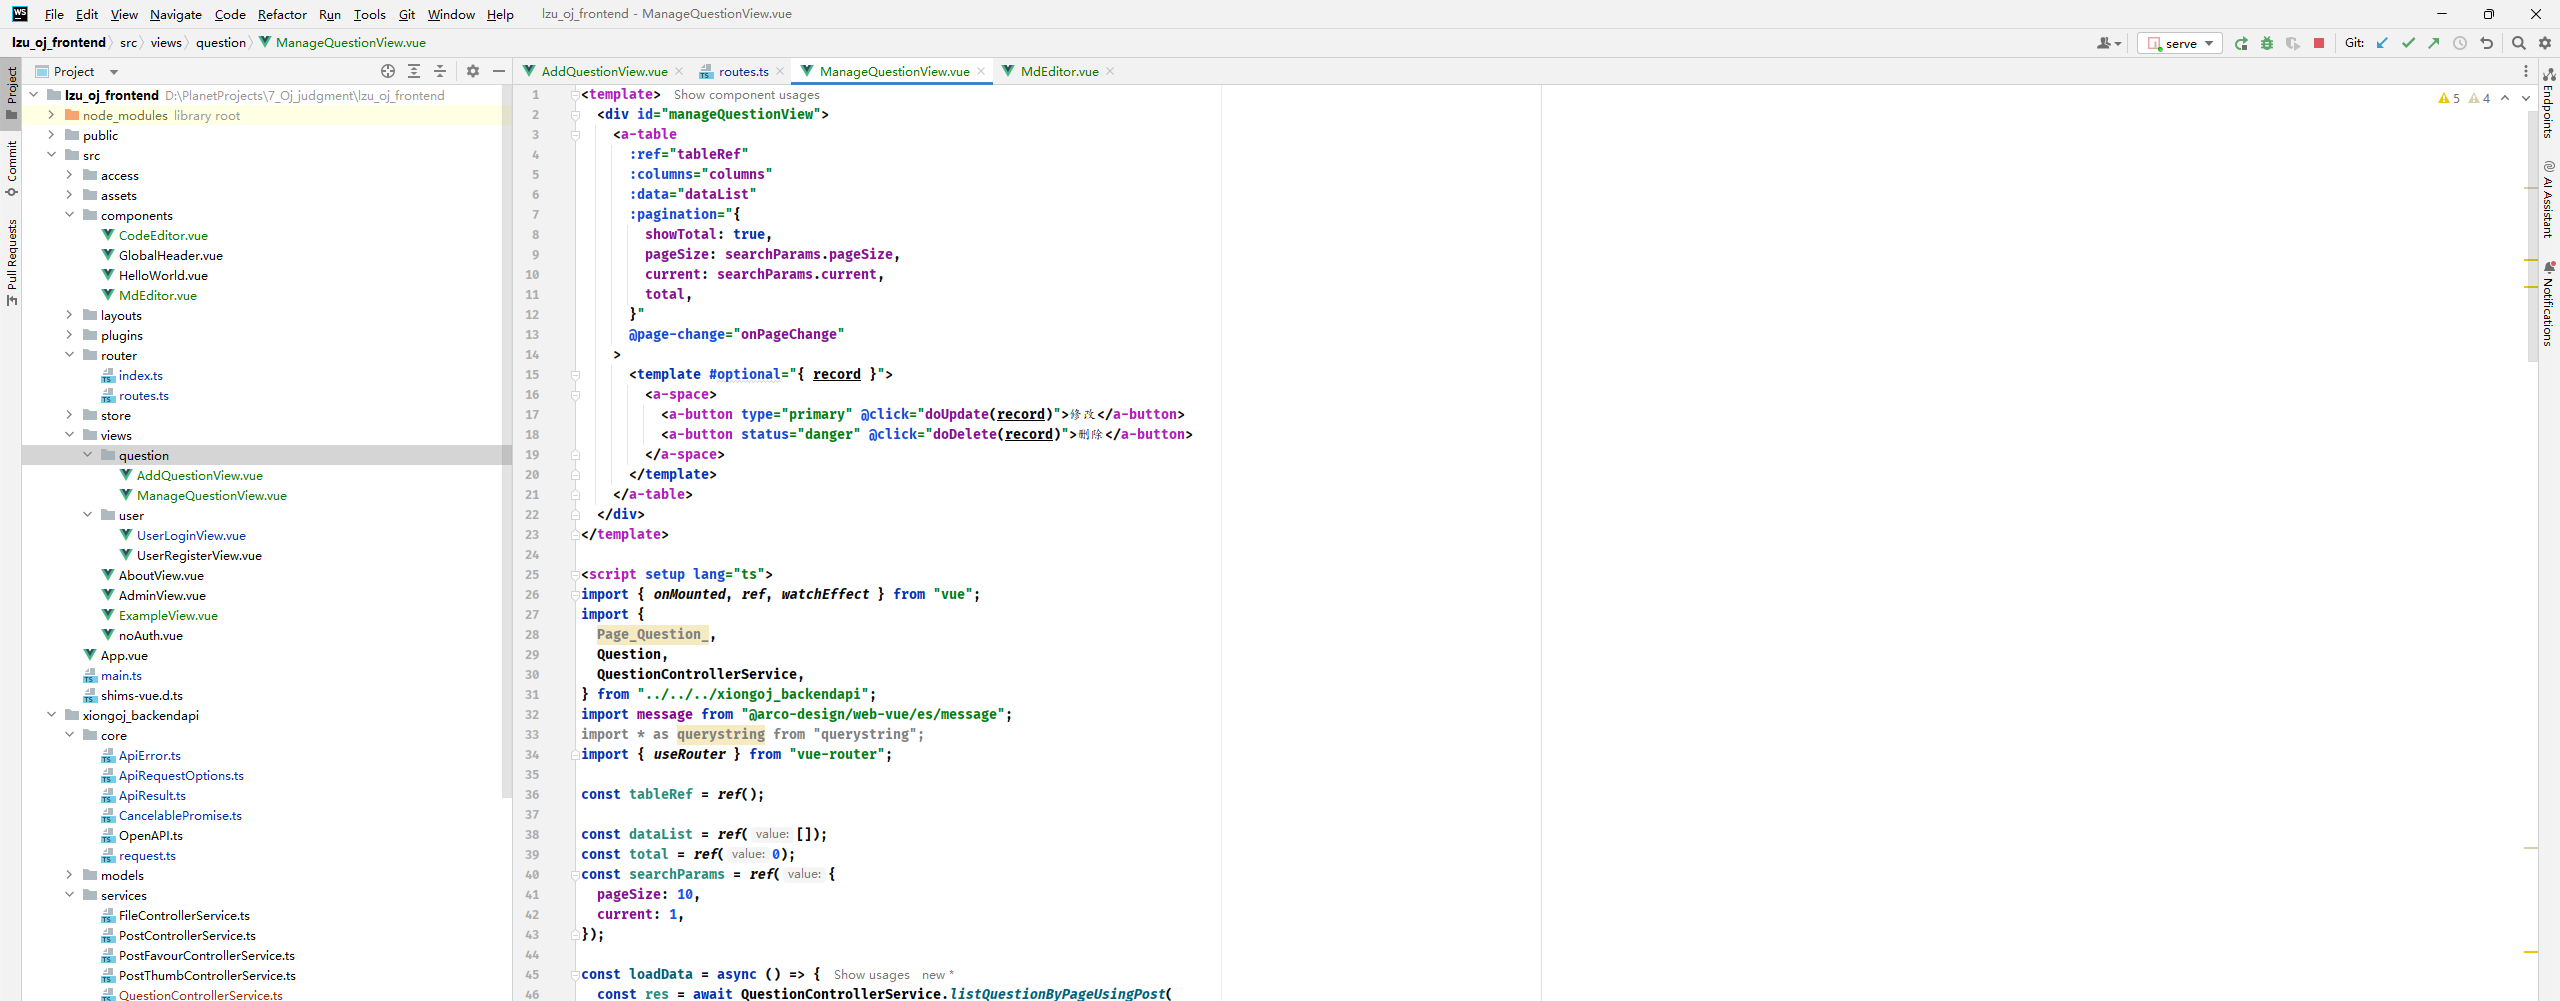 WS File Edit View Navigate Code Refactor Run Tools Git Window Help lzu_oj_frontend - ManageQuestionView.vue
lzu_oj_frontend src views question ManageQuestionView.vue serve Git:
Project
AddQuestionView.vue routes.ts ManageQuestionView.vue MdEditor.vue
Project
Commit
Pull Requests
lzu_oj_frontend D:\PlanetProjects\7_Oj_judgment\lzu_oj_frontend
node_modules library root
public
src
access
assets
components
CodeEditor.vue
GlobalHeader.vue
HelloWorld.vue
MdEditor.vue
layouts
plugins
router
index.ts
routes.ts
store
views
question
AddQuestionView.vue
ManageQuestionView.vue
user
UserLoginView.vue
UserRegisterView.vue
AboutView.vue
AdminView.vue
ExampleView.vue
noAuth.vue
App.vue
main.ts
shims-vue.d.ts
xiongoj_backendapi
core
ApiError.ts
ApiRequestOptions.ts
ApiResult.ts
CancelablePromise.ts
OpenAPI.ts
request.ts
models
services
FileControllerService.ts
PostControllerService.ts
PostFavourControllerService.ts
PostThumbControllerService.ts
QuestionControllerService.ts
1 <template> Show component usages
2 <div id="manageQuestionView">
3 <a-table
4 :ref="tableRef"
5 :columns="columns"
6 :data="dataList"
7 :pagination="{
8 showTotal: true,
9 pageSize: searchParams.pageSize,
10 current: searchParams.current,
11 total,
12 }"
13 @page-change="onPageChange"
14 >
15 <template #optional="{ record }">
16 <a-space>
17 <a-button type="primary" @click="doUpdate(record)">修改</a-button>
18 <a-button status="danger" @click="doDelete(record)">删除</a-button>
19 </a-space>
20 </template>
21 </a-table>
22 </div>
23 </template>
24
25 <script setup lang="ts">
26 import { onMounted, ref, watchEffect } from "vue";
27 import {
28 Page_Question_,
29 Question,
30 QuestionControllerService,
31 } from "../../../xiongoj_backendapi";
32 import message from "@arco-design/web-vue/es/message";
33 import * as querystring from "querystring";
34 import { useRouter } from "vue-router";
35
36 const tableRef = ref();
37
38 const dataList = ref( value: []);
39 const total = ref( value: 0);
40 const searchParams = ref( value: {
41 pageSize: 10,
42 current: 1,
43 });
44
45 const loadData = async () => { Show usages new *
46 const res = await QuestionControllerService.listQuestionByPageUsingPost(
5 4
Endpoints
AI Assistant
Notifications